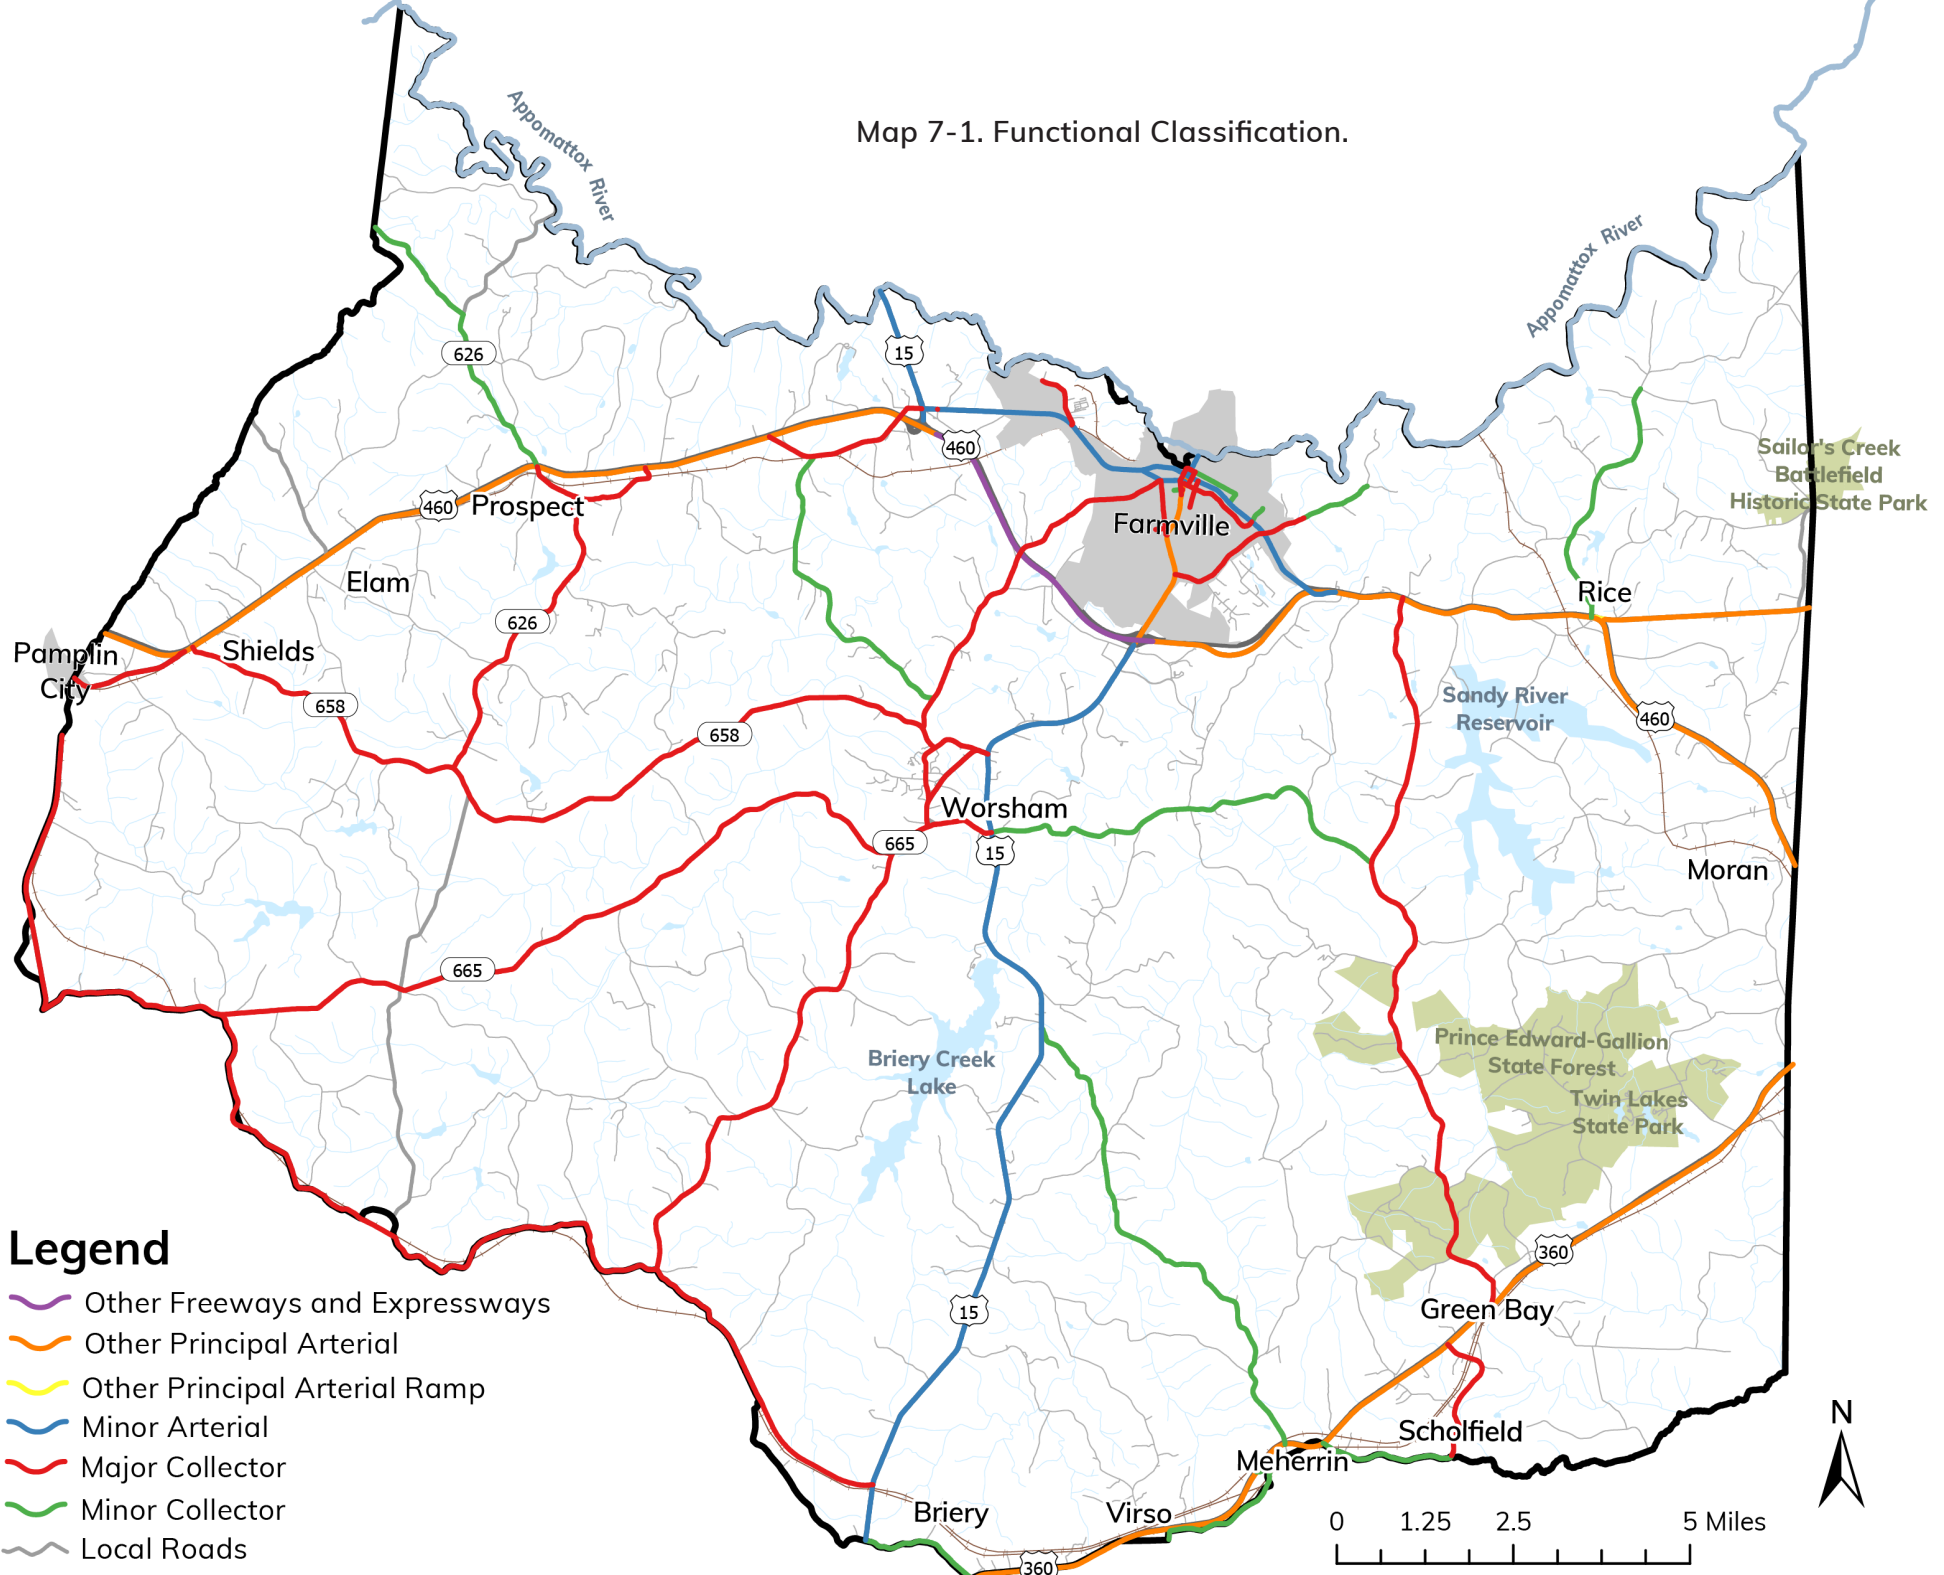 Map 7-1. Functional Classification.
Appomattox River
Appomattox River
15
626
460
460
Prospect
Farmville
Sailor's Creek
Battlefield
Historic State Park
Elam
Rice
626
Shields
Pamplin
City
658
658
Sandy River
Reservoir
460
Worsham
665
15
Moran
665
Briery Creek
Lake
Prince Edward-Gallion
State Forest
Twin Lakes
State Park
360
15
Green Bay
Scholfield
Meherrin
Briery
Virso
360
Legend
Other Freeways and Expressways
Other Principal Arterial
Other Principal Arterial Ramp
Minor Arterial
Major Collector
Minor Collector
Local Roads
N
0 1.25 2.5 5 Miles